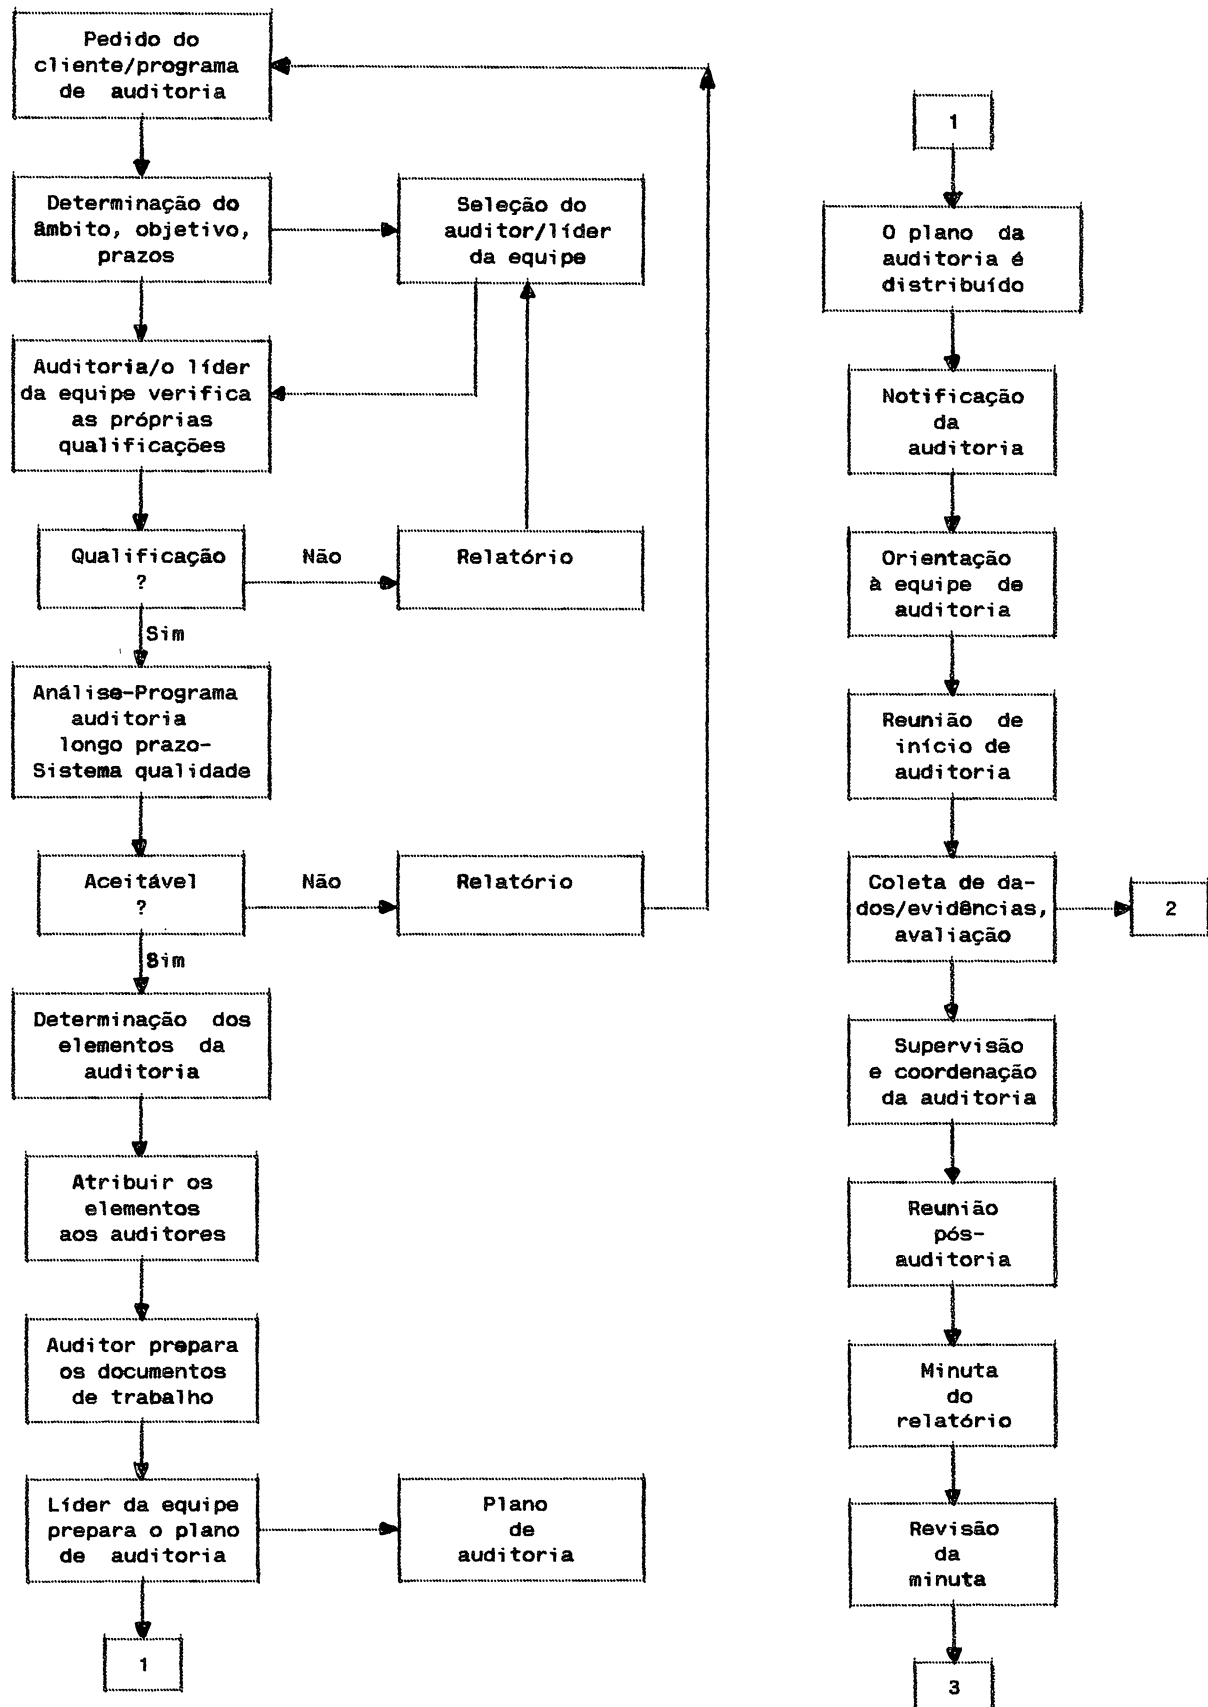 Pedido do
cliente/programa
de auditoria
Determinação do
âmbito, objetivo,
prazos
Seleção do
auditor/líder
da equipe
Auditoria/o líder
da equipe verifica
as próprias
qualificações
Qualificação
?
Não
Relatório
Sim
Análise-Programa
auditoria
longo prazo-
Sistema qualidade
Aceitável
?
Não
Relatório
Sim
Determinação dos
elementos da
auditoria
Atribuir os
elementos
aos auditores
Auditor prepara
os documentos
de trabalho
Líder da equipe
prepara o plano
de auditoria
Plano
de
auditoria
1
1
O plano da
auditoria é
distribuído
Notificação
da
auditoria
Orientação
à equipe de
auditoria
Reunião de
início de
auditoria
Coleta de da-
dos/evidências,
avaliação
2
Supervisão
e coordenação
da auditoria
Reunião
pós-
auditoria
Minuta
do
relatório
Revisão
da
minuta
3